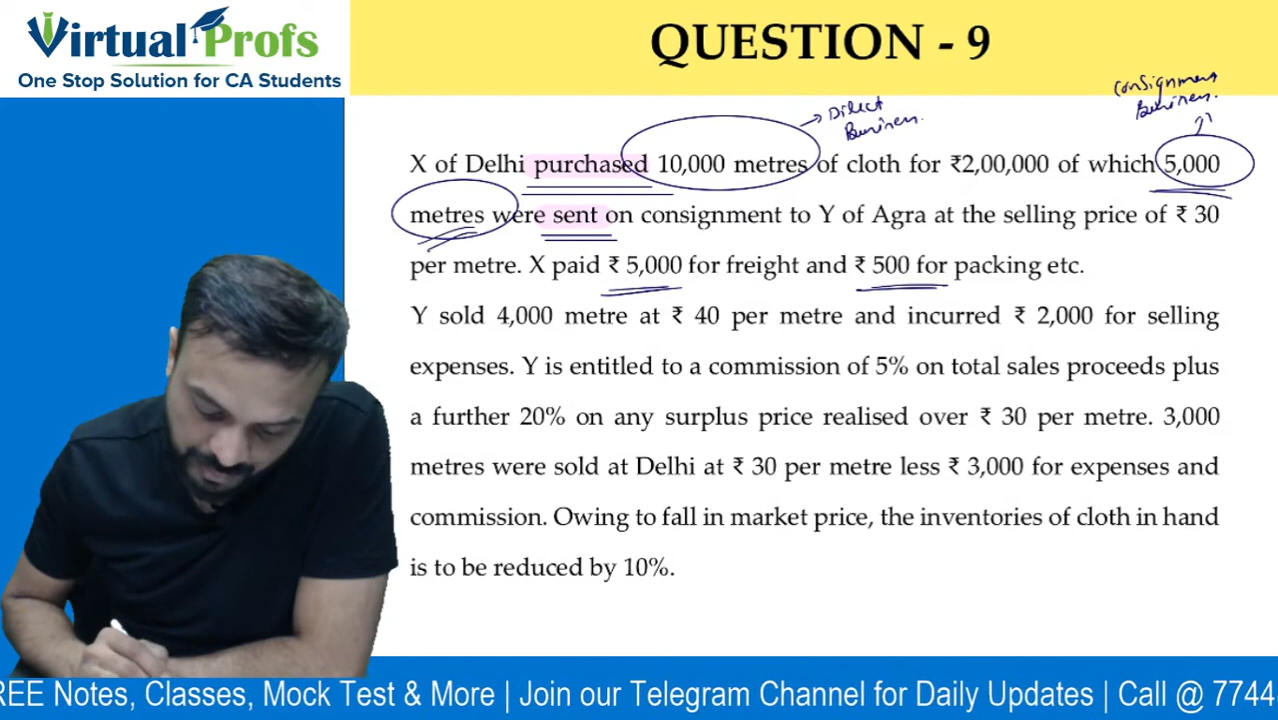 Virtual Profs
One Stop Solution for CA Students
QUESTION - 9
Consignment
Business.
Direct
Business.
X of Delhi purchased 10,000 metres of cloth for ₹2,00,000 of which 5,000
metres were sent on consignment to Y of Agra at the selling price of ₹ 30
per metre. X paid ₹ 5,000 for freight and ₹ 500 for packing etc.
Y sold 4,000 metre at ₹ 40 per metre and incurred ₹ 2,000 for selling
expenses. Y is entitled to a commission of 5% on total sales proceeds plus
a further 20% on any surplus price realised over ₹ 30 per metre. 3,000
metres were sold at Delhi at ₹ 30 per metre less ₹ 3,000 for expenses and
commission. Owing to fall in market price, the inventories of cloth in hand
is to be reduced by 10%.
REE Notes, Classes, Mock Test & More | Join our Telegram Channel for Daily Updates | Call @ 7744